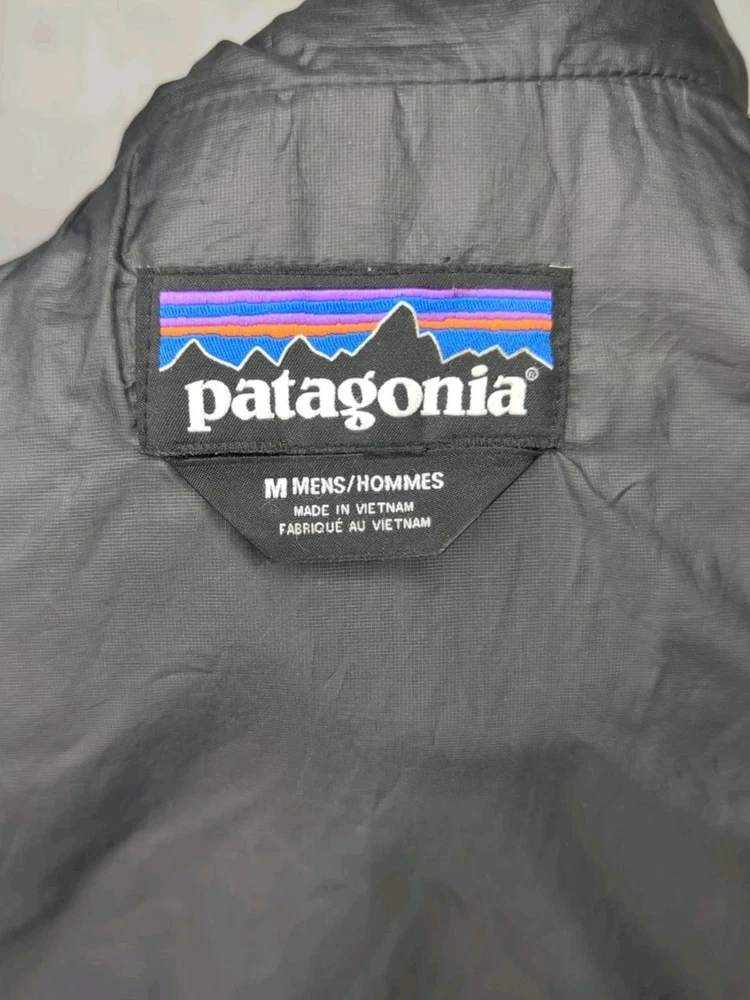 patagonia®
M MENS/HOMMES
MADE IN VIETNAM
FABRIQUÉ AU VIETNAM